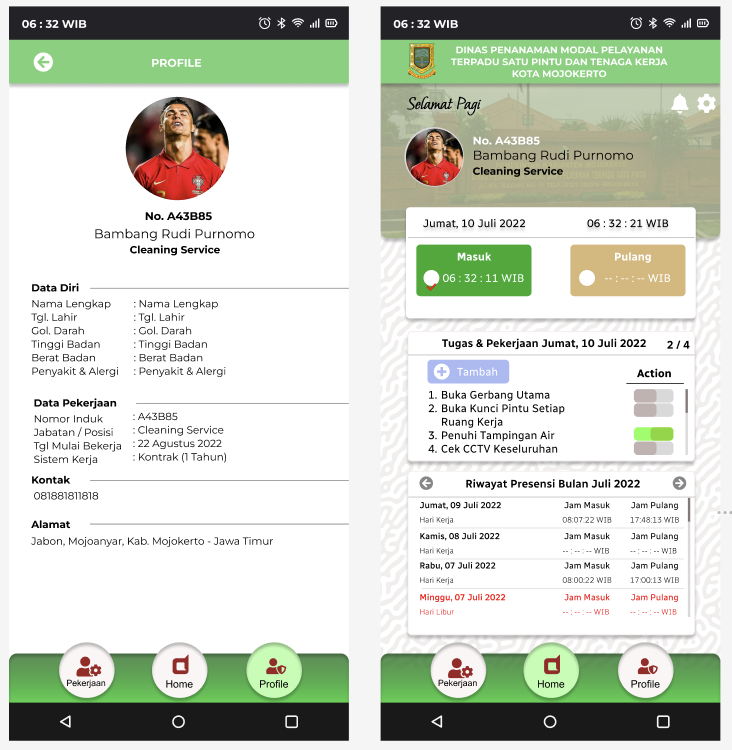 06 : 32 WIB
PROFILE
No. A43B85
Bambang Rudi Purnomo
Cleaning Service
Data Diri
Nama Lengkap : Nama Lengkap
Tgl. Lahir : Tgl. Lahir
Gol. Darah : Gol. Darah
Tinggi Badan : Tinggi Badan
Berat Badan : Berat Badan
Penyakit & Alergi : Penyakit & Alergi
Data Pekerjaan
Nomor Induk : A43B85
Jabatan / Posisi : Cleaning Service
Tgl Mulai Bekerja : 22 Agustus 2022
Sistem Kerja : Kontrak (1 Tahun)
Kontak
081881811818
Alamat
Jabon, Mojoanyar, Kab. Mojokerto - Jawa Timur
Pekerjaan
Home
Profile
06 : 32 WIB
DINAS PENANAMAN MODAL PELAYANAN
TERPADU SATU PINTU DAN TENAGA KERJA
KOTA MOJOKERTO
Selamat Pagi
No. A43B85
Bambang Rudi Purnomo
Cleaning Service
Jumat, 10 Juli 2022 06 : 32 : 21 WIB
Masuk Pulang
06 : 32 : 11 WIB -- : -- : -- WIB
Tugas & Pekerjaan Jumat, 10 Juli 2022 2 / 4
Tambah Action
1. Buka Gerbang Utama
2. Buka Kunci Pintu Setiap
Ruang Kerja
3. Penuhi Tampingan Air
4. Cek CCTV Keseluruhan
Riwayat Presensi Bulan Juli 2022
Jumat, 09 Juli 2022 Jam Masuk Jam Pulang
Hari Kerja 08:07:22 WIB 17:48:13 WIB
Kamis, 08 Juli 2022 Jam Masuk Jam Pulang
Hari Kerja -- : -- : -- WIB -- : -- : -- WIB
Rabu, 07 Juli 2022 Jam Masuk Jam Pulang
Hari Kerja 08:00:22 WIB 17:00:13 WIB
Minggu, 07 Juli 2022 Jam Masuk Jam Pulang
Hari Libur -- : -- : -- WIB -- : -- : -- WIB
Pekerjaan
Home
Profile